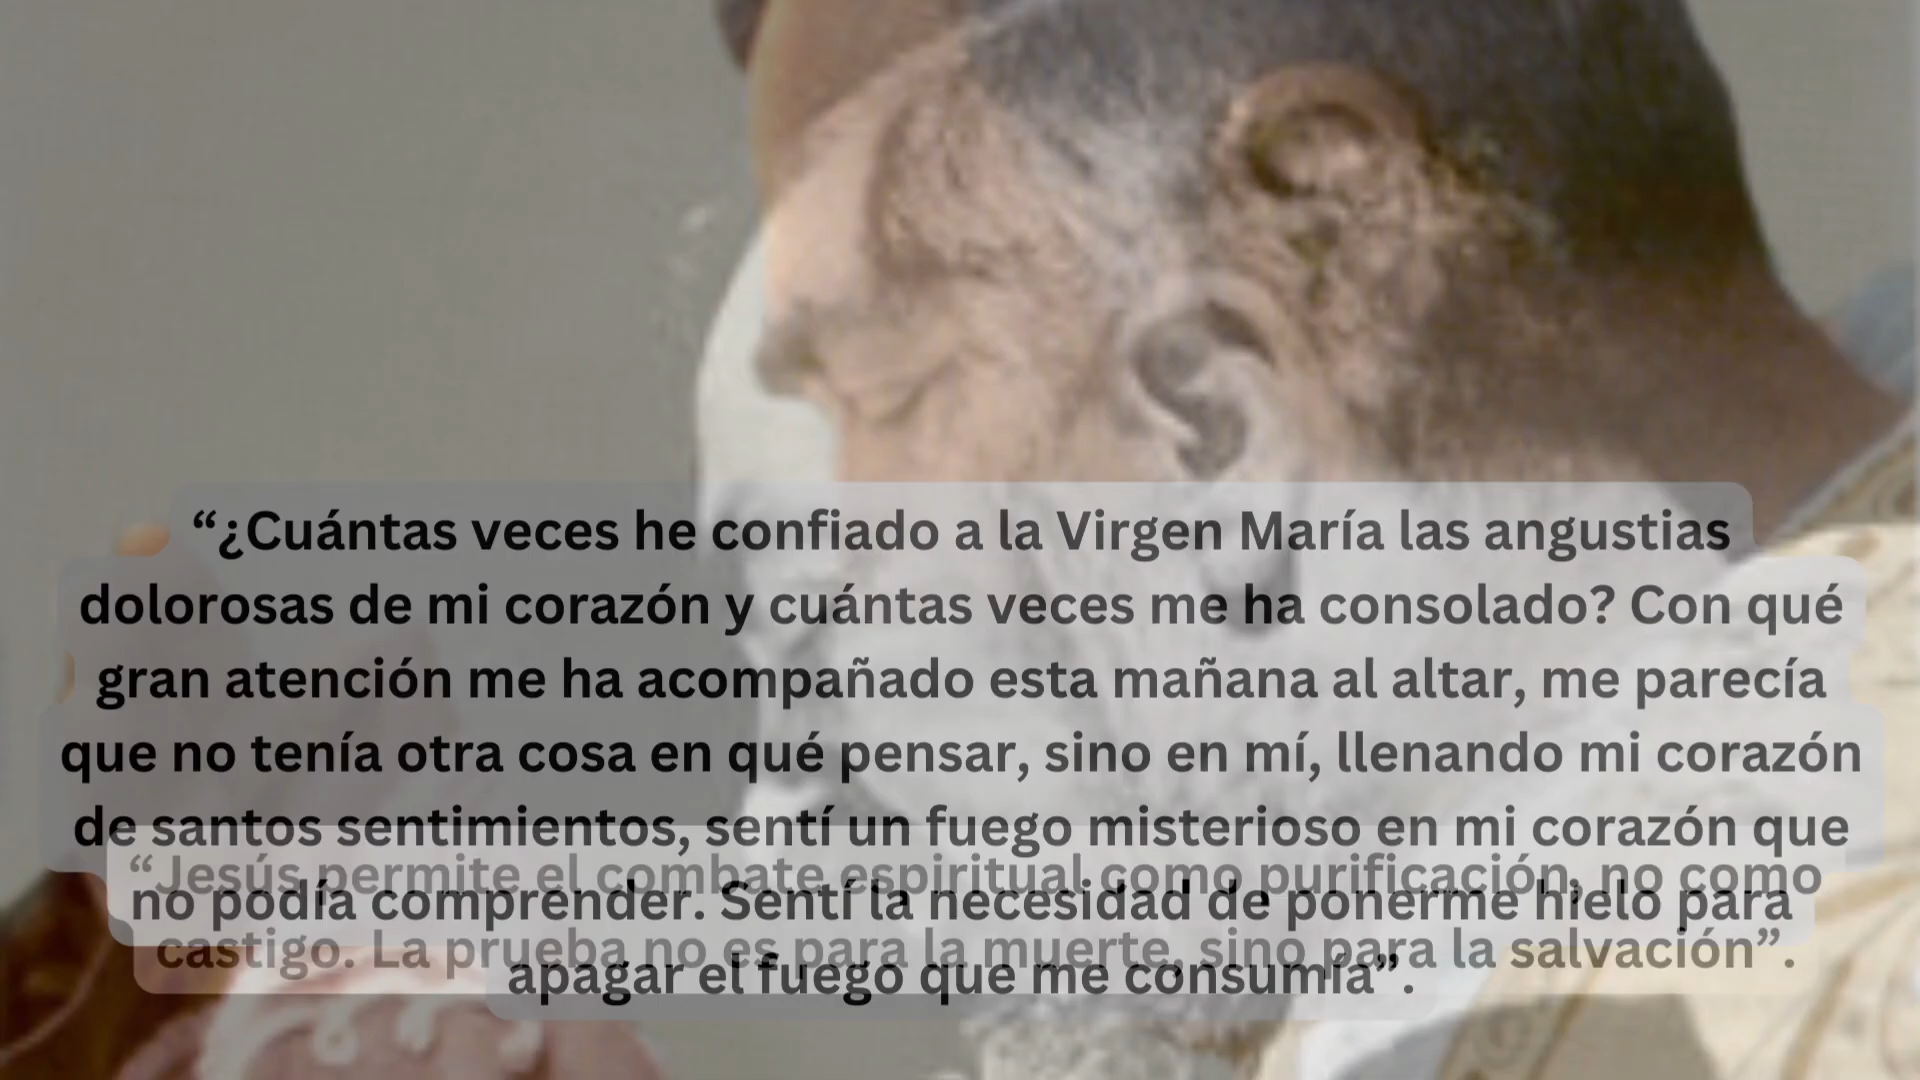 “¿Cuántas veces he confiado a la Virgen María las angustias
dolorosas de mi corazón y cuántas veces me ha consolado? Con qué
gran atención me ha acompañado esta mañana al altar, me parecía
que no tenía otra cosa en qué pensar, sino en mí, llenando mi corazón
de santos sentimientos, sentí un fuego misterioso en mi corazón que
no podía comprender. Sentí la necesidad de ponerme hielo para
apagar el fuego que me consumía”.
“Jesús permite el combate espiritual como purificación, no como
castigo. La prueba no es para la muerte, sino para la salvación”.